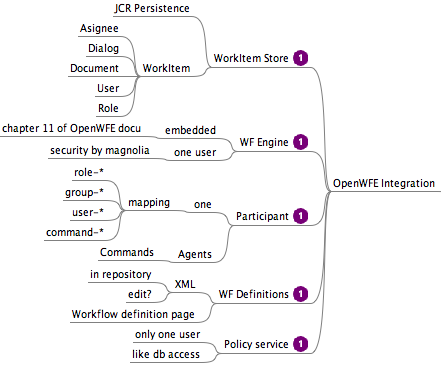 JCR Persistence
Asignee
Dialog
Document
User
Role
WorkItem
WorkItem Store 1
chapter 11 of OpenWFE docu
embedded
security by magnolia
one user
WF Engine 1
OpenWFE Integration
role-*
group-*
user-*
command-*
mapping
one
Participant 1
Commands
Agents
in repository
edit?
XML
WF Definitions 1
Workflow definition page
only one user
like db access
Policy service 1